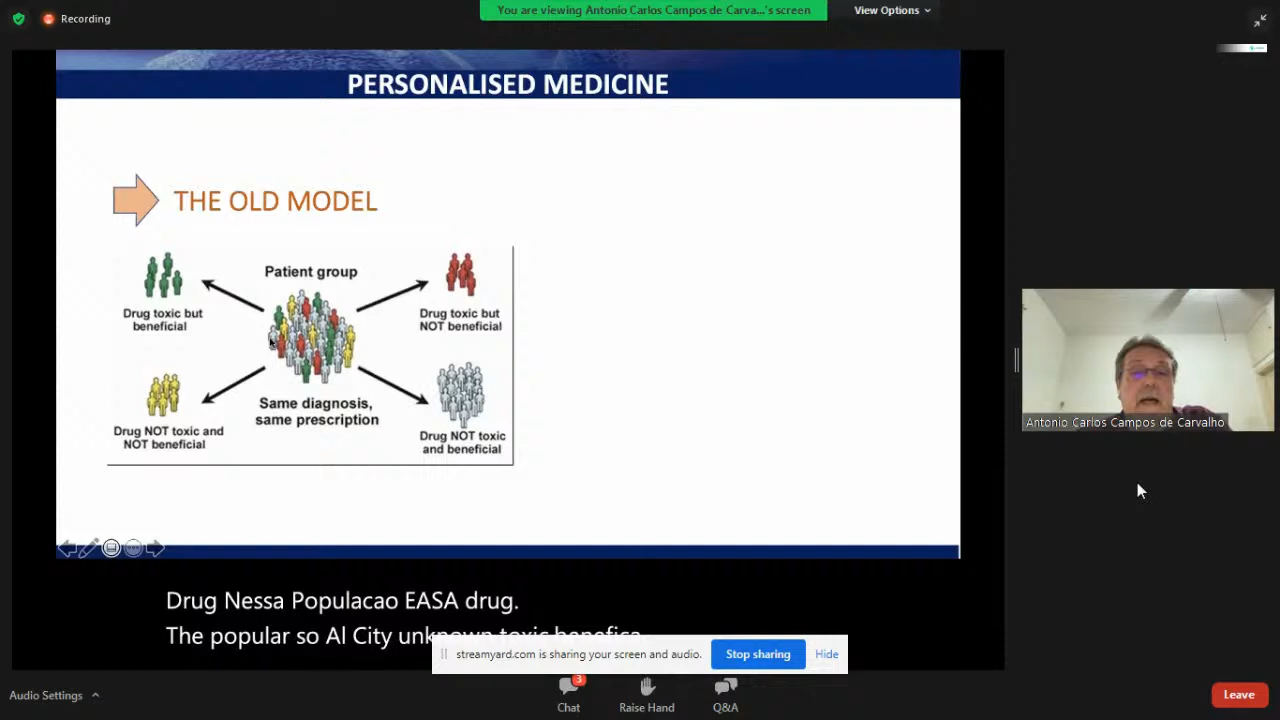 You are viewing Antonio Carlos Campos de Carva...'s screen
View Options
Recording
PERSONALISED MEDICINE
THE OLD MODEL
Patient group
Drug toxic but
beneficial
Drug toxic but
NOT beneficial
Same diagnosis,
same prescription
Drug NOT toxic and
NOT beneficial
Drug NOT toxic
and beneficial
Antonio Carlos Campos de Carvalho
Drug Nessa Populacao EASA drug.
The popular so Al City unknown toxic benefica
streamyard.com is sharing your screen and audio.
Stop sharing
Hide
Audio Settings
3
Chat
Raise Hand
Q&A
Leave